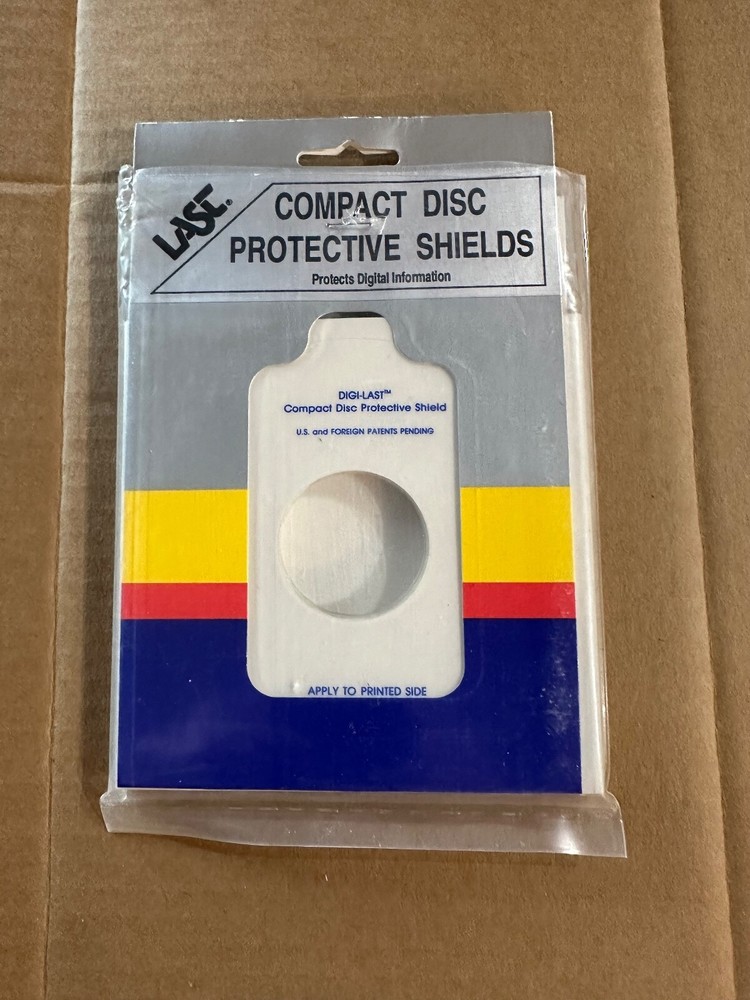 LAST®
COMPACT DISC
PROTECTIVE SHIELDS
Protects Digital Information
DIGI-LAST™
Compact Disc Protective Shield
U.S. and FOREIGN PATENTS PENDING
APPLY TO PRINTED SIDE